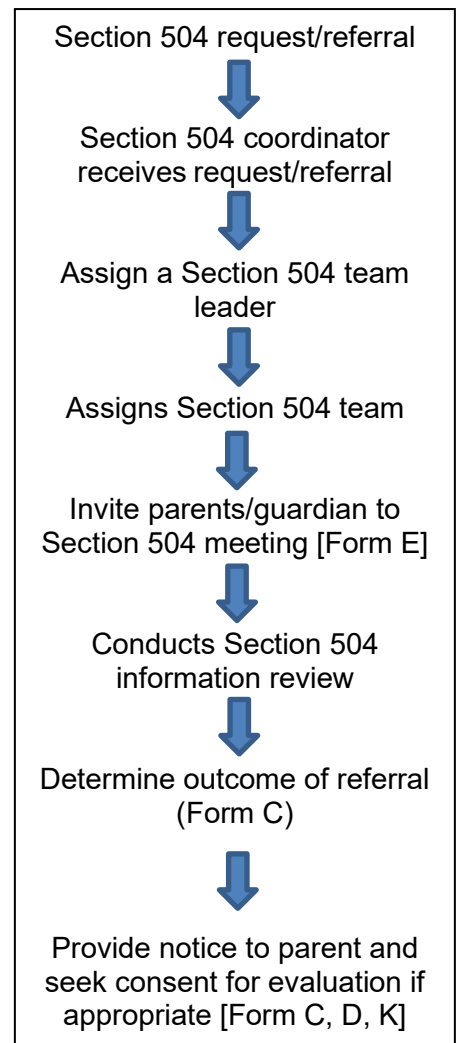 Section 504 request/referral
Section 504 coordinator
receives request/referral
Assign a Section 504 team
leader
Assigns Section 504 team
Invite parents/guardian to
Section 504 meeting [Form E]
Conducts Section 504
information review
Determine outcome of referral
(Form C)
Provide notice to parent and
seek consent for evaluation if
appropriate [Form C, D, K]